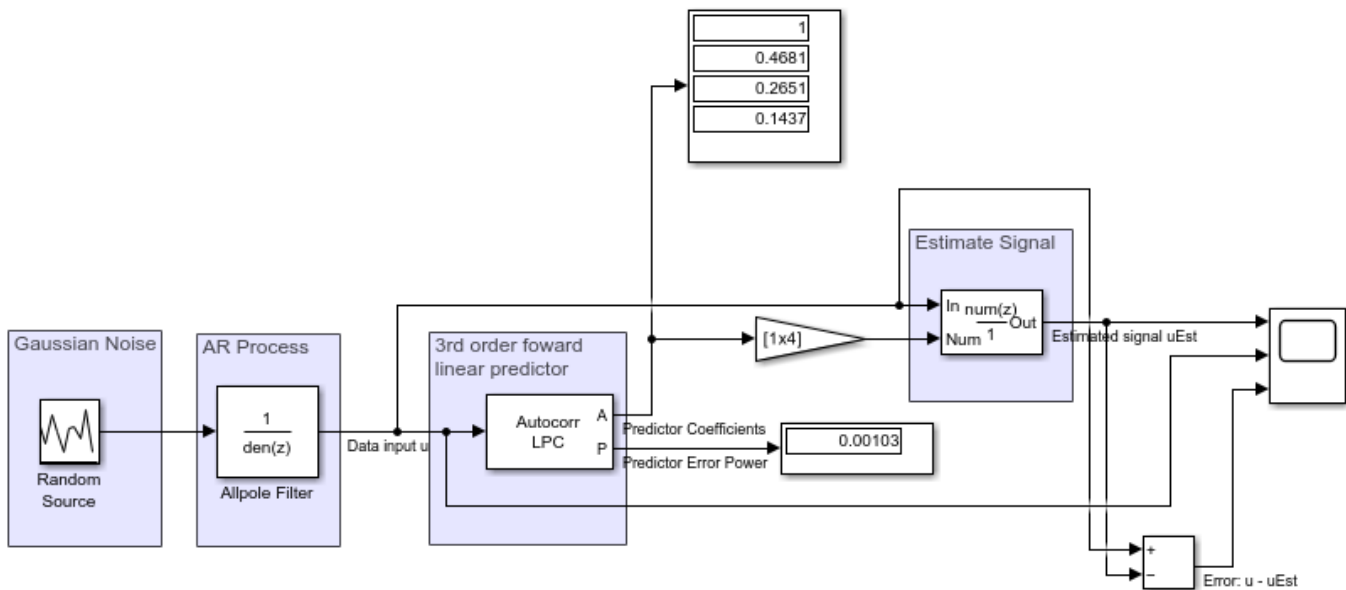 1
0.4681
0.2651
0.1437
Estimate Signal
In num(z) Out
Num 1
Estimated signal uEst
Gaussian Noise
Random
Source
AR Process
1
den(z)
Allpole Filter
Data input u
3rd order foward
linear predictor
Autocorr
LPC
A
P
Predictor Coefficients
Predictor Error Power
[1x4]
0.00103
+
−
Error: u - uEst